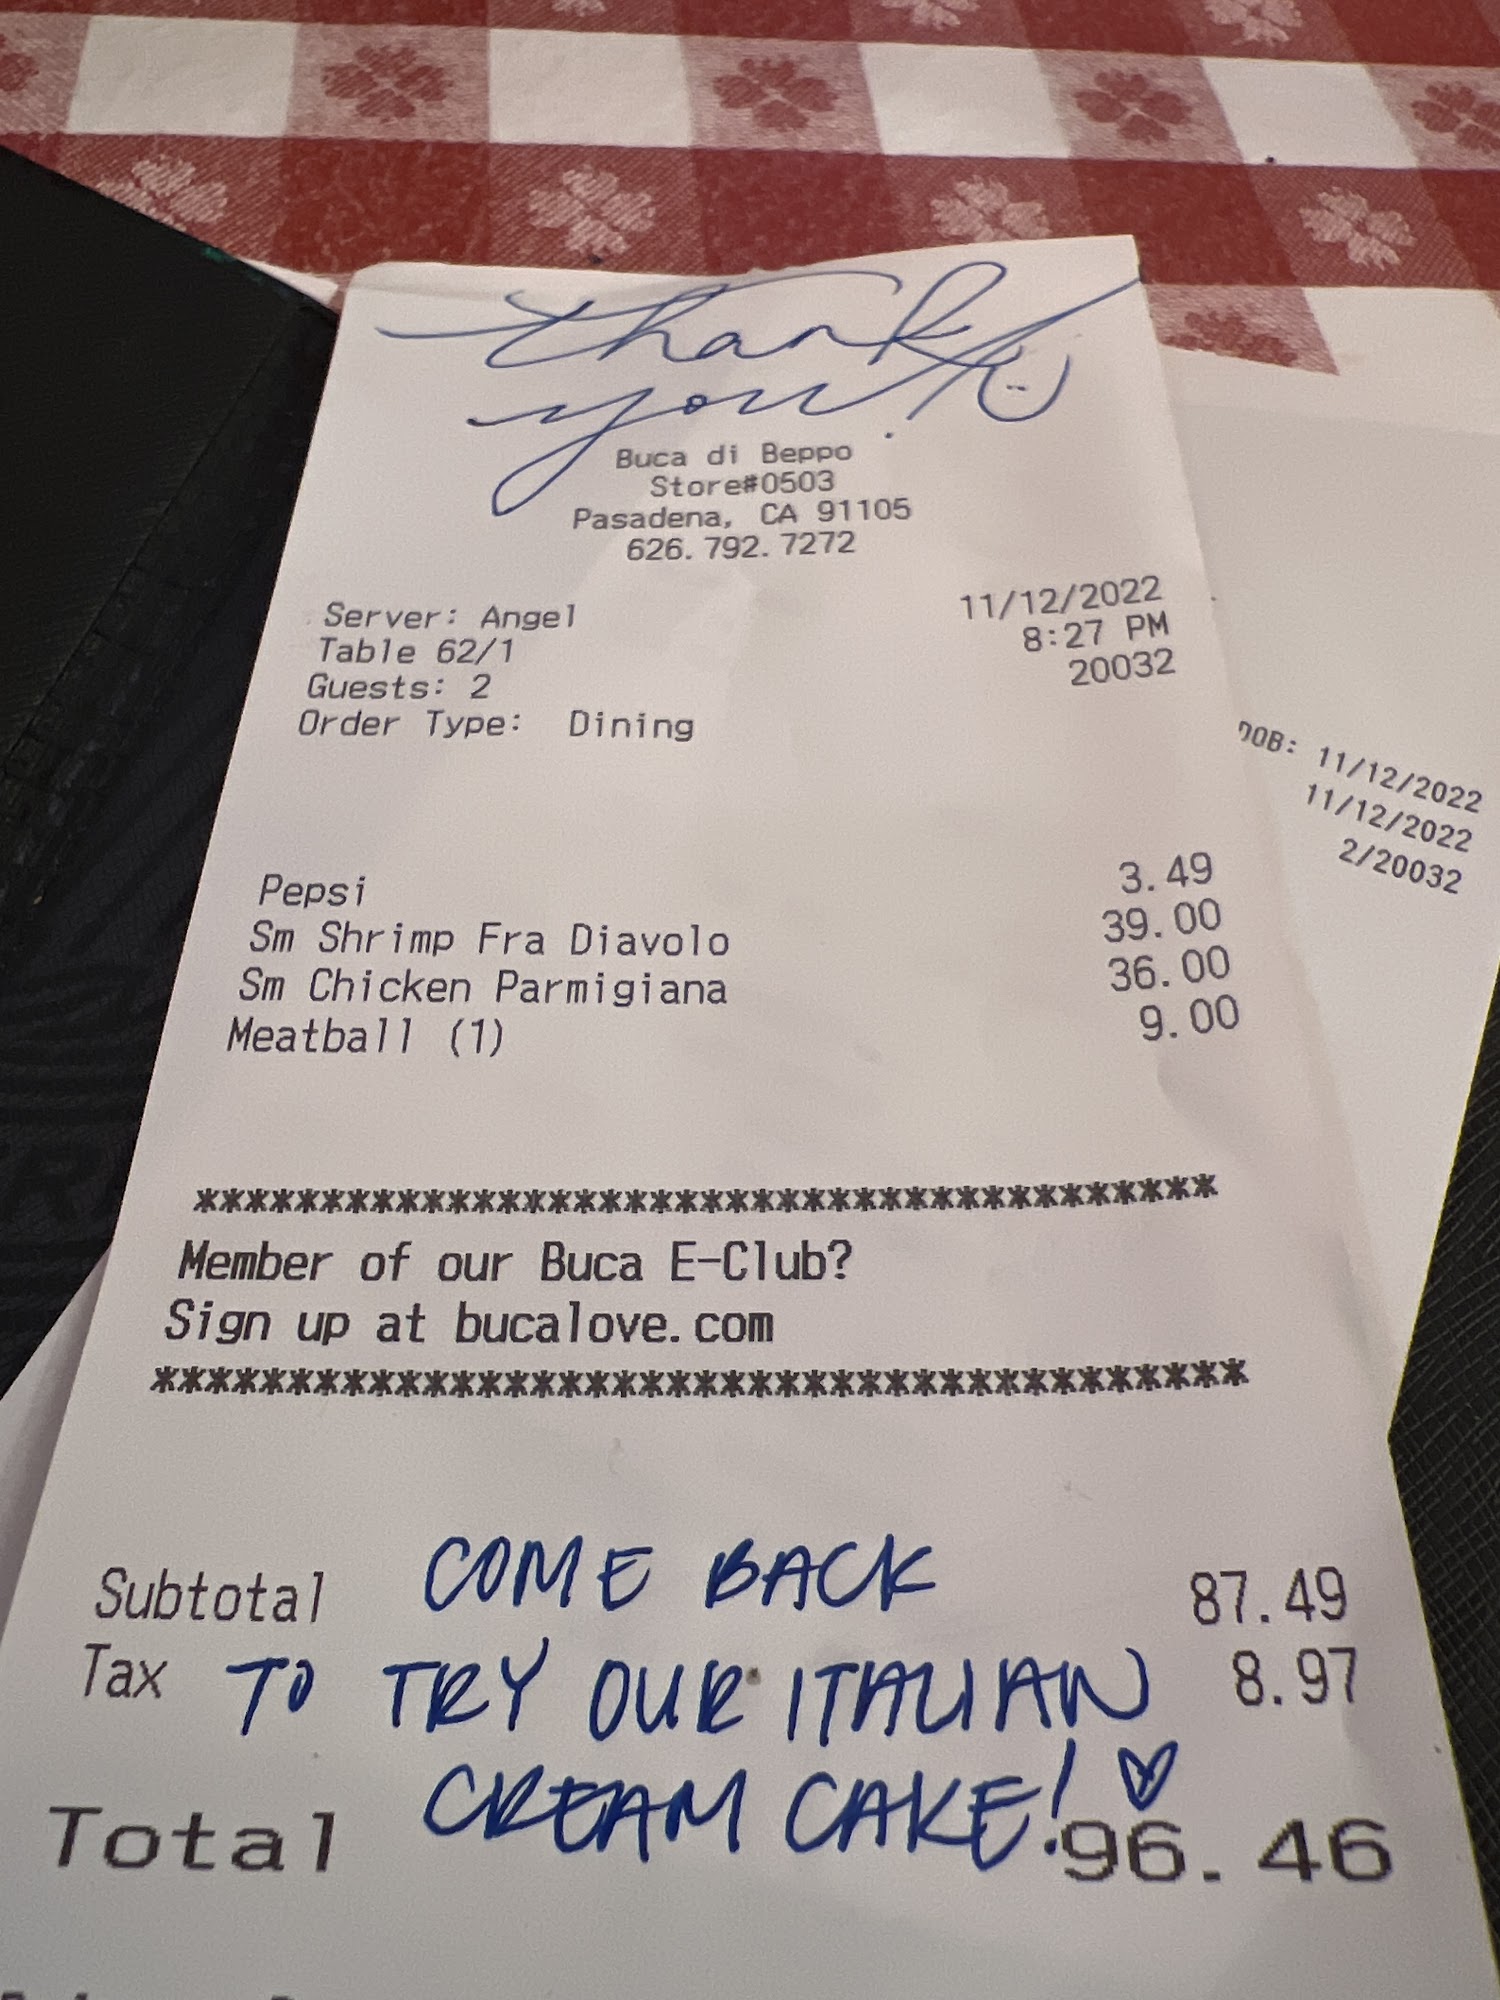 thank
you!
Buca di Beppo
Store#0503
Pasadena, CA 91105
626.792.7272
Server: Angel 11/12/2022
Table 62/1 8:27 PM
Guests: 2 20032
Order Type: Dining
DOB: 11/12/2022
11/12/2022
2/20032
Pepsi 3.49
Sm Shrimp Fra Diavolo 39.00
Sm Chicken Parmigiana 36.00
Meatball (1) 9.00
*****************************************
Member of our Buca E-Club?
Sign up at bucalove.com
*****************************************
Subtotal COME BACK 87.49
Tax TO TRY OUR ITALIAN 8.97
CREAM CAKE!
Total 96.46